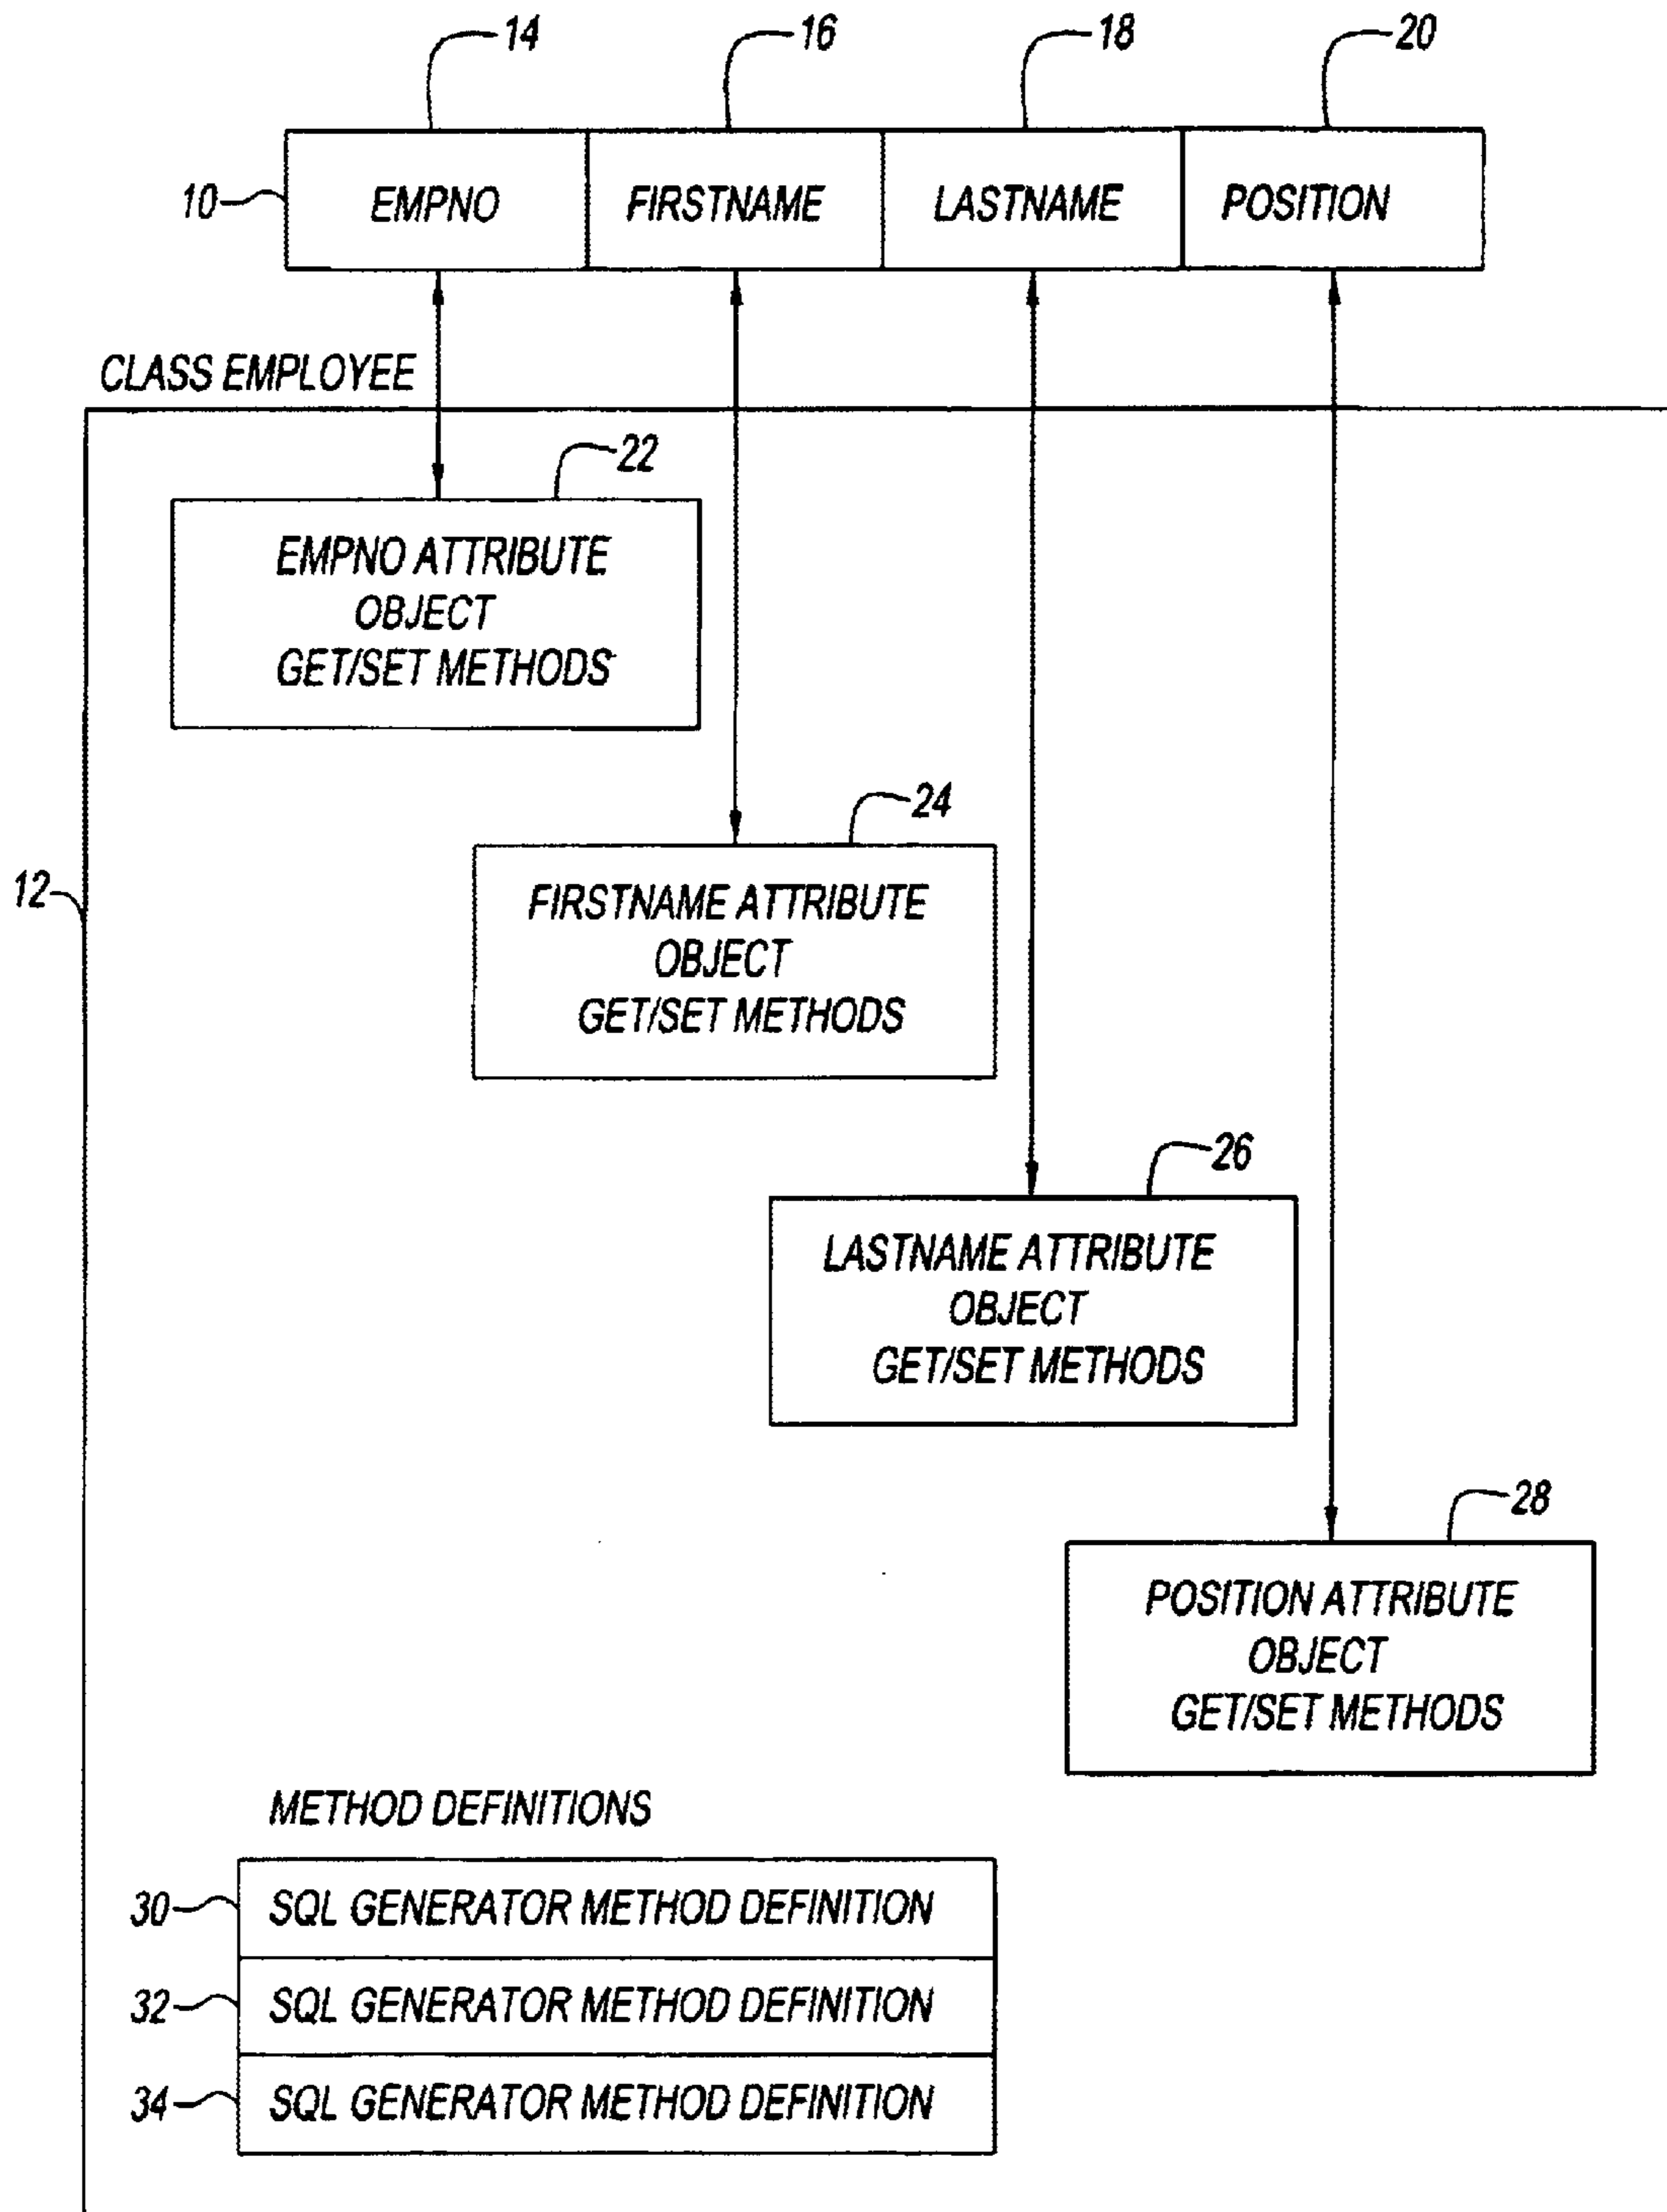 14 16 18 20
10 EMPNO FIRSTNAME LASTNAME POSITION
CLASS EMPLOYEE
22
EMPNO ATTRIBUTE
OBJECT
GET/SET METHODS
24
12
FIRSTNAME ATTRIBUTE
OBJECT
GET/SET METHODS
26
LASTNAME ATTRIBUTE
OBJECT
GET/SET METHODS
28
POSITION ATTRIBUTE
OBJECT
GET/SET METHODS
METHOD DEFINITIONS
30 SQL GENERATOR METHOD DEFINITION
32 SQL GENERATOR METHOD DEFINITION
34 SQL GENERATOR METHOD DEFINITION